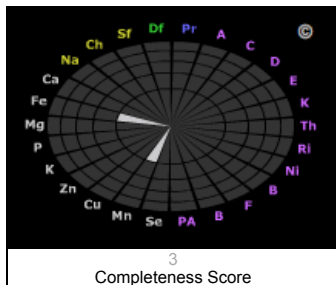 ©
Df
Pr
Sf
A
Ch
C
Na
D
Ca
E
Fe
K
Mg
Th
P
Ri
K
Ni
Zn
B
Cu
F
Mn
B
Se
PA
3
Completeness Score